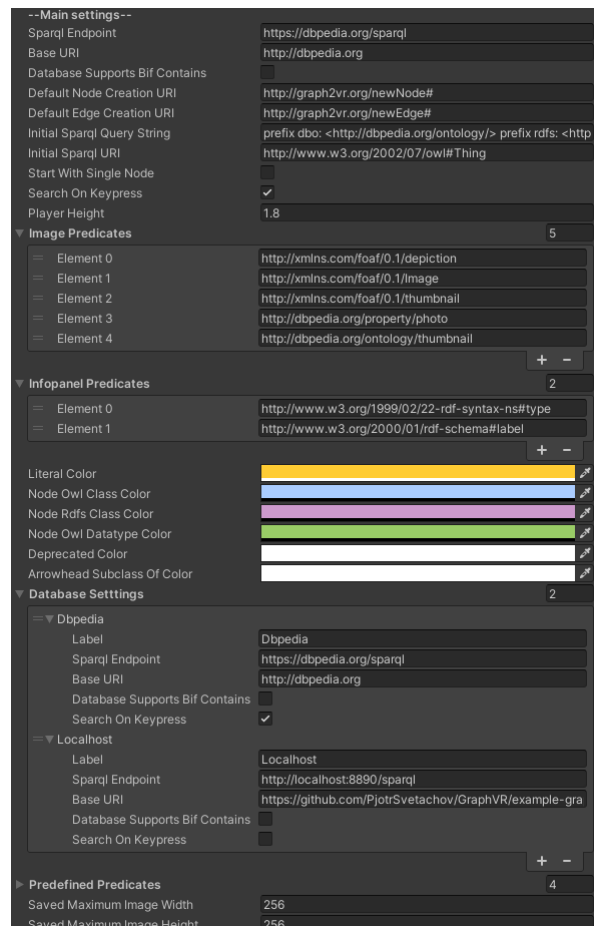 --Main settings--
Sparql Endpoint https://dbpedia.org/sparql
Base URI http://dbpedia.org
Database Supports Bif Contains
Default Node Creation URI http://graph2vr.org/newNode#
Default Edge Creation URI http://graph2vr.org/newEdge#
Initial Sparql Query String prefix dbo: <http://dbpedia.org/ontology/> prefix rdfs: <http
Initial Sparql URI http://www.w3.org/2002/07/owl#Thing
Start With Single Node
Search On Keypress
Player Height 1.8
Image Predicates 5
Element 0 http://xmlns.com/foaf/0.1/depiction
Element 1 http://xmlns.com/foaf/0.1/Image
Element 2 http://xmlns.com/foaf/0.1/thumbnail
Element 3 http://dbpedia.org/property/photo
Element 4 http://dbpedia.org/ontology/thumbnail
+ -
Infopanel Predicates 2
Element 0 http://www.w3.org/1999/02/22-rdf-syntax-ns#type
Element 1 http://www.w3.org/2000/01/rdf-schema#label
+ -
Literal Color
Node Owl Class Color
Node Rdfs Class Color
Node Owl Datatype Color
Deprecated Color
Arrowhead Subclass Of Color
Database Setttings 2
Dbpedia
Label Dbpedia
Sparql Endpoint https://dbpedia.org/sparql
Base URI http://dbpedia.org
Database Supports Bif Contains
Search On Keypress
Localhost
Label Localhost
Sparql Endpoint http://localhost:8890/sparql
Base URI https://github.com/PjotrSvetachov/GraphVR/example-gra
Database Supports Bif Contains
Search On Keypress
+ -
Predefined Predicates 4
Saved Maximum Image Width 256
Saved Maximum Image Height 256